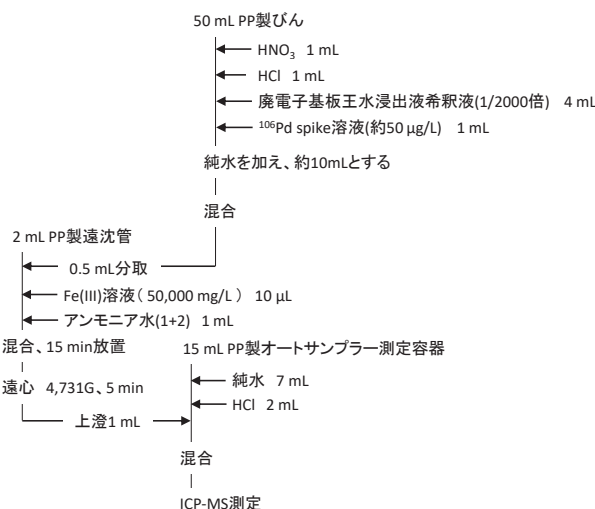 50 mL PP製びん
HNO₃ 1 mL
HCl 1 mL
廃電子基板王水浸出液希釈液(1/2000倍) 4 mL
¹⁰⁶Pd spike溶液(約50 µg/L) 1 mL
純水を加え、約10mLとする
混合
2 mL PP製遠沈管
0.5 mL分取
Fe(III)溶液( 50,000 mg/L ) 10 µL
アンモニア水(1+2) 1 mL
混合、15 min放置
遠心 4,731G、5 min
上澄1 mL
15 mL PP製オートサンプラー測定容器
純水 7 mL
HCl 2 mL
混合
ICP-MS測定